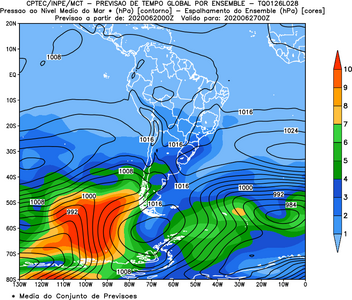 CPTEC/INPE/MCT - PREVISAO DE TEMPO GLOBAL POR ENSEMBLE - TQ0126L028
Pressao ao Nivel Medio do Mar * (hPa) [contorno] - Espalhamento do Ensemble (hPa) [cores]
Previsao a partir de: 2020062000Z Valido para: 2020062700Z
20N
1008
10N
10
EQ
9
10S
8
1016
20S
7
1024
1016 1016
30S
6
5
1008
40S
1016
4
1000 1000
992
50S
1008
1016
984
3
992
60S
2
70S
1
1008
80S
130W 120W 110W 100W 90W 80W 70W 60W 50W 40W 30W 20W 10W 0
* Media do Conjunto de Previsoes